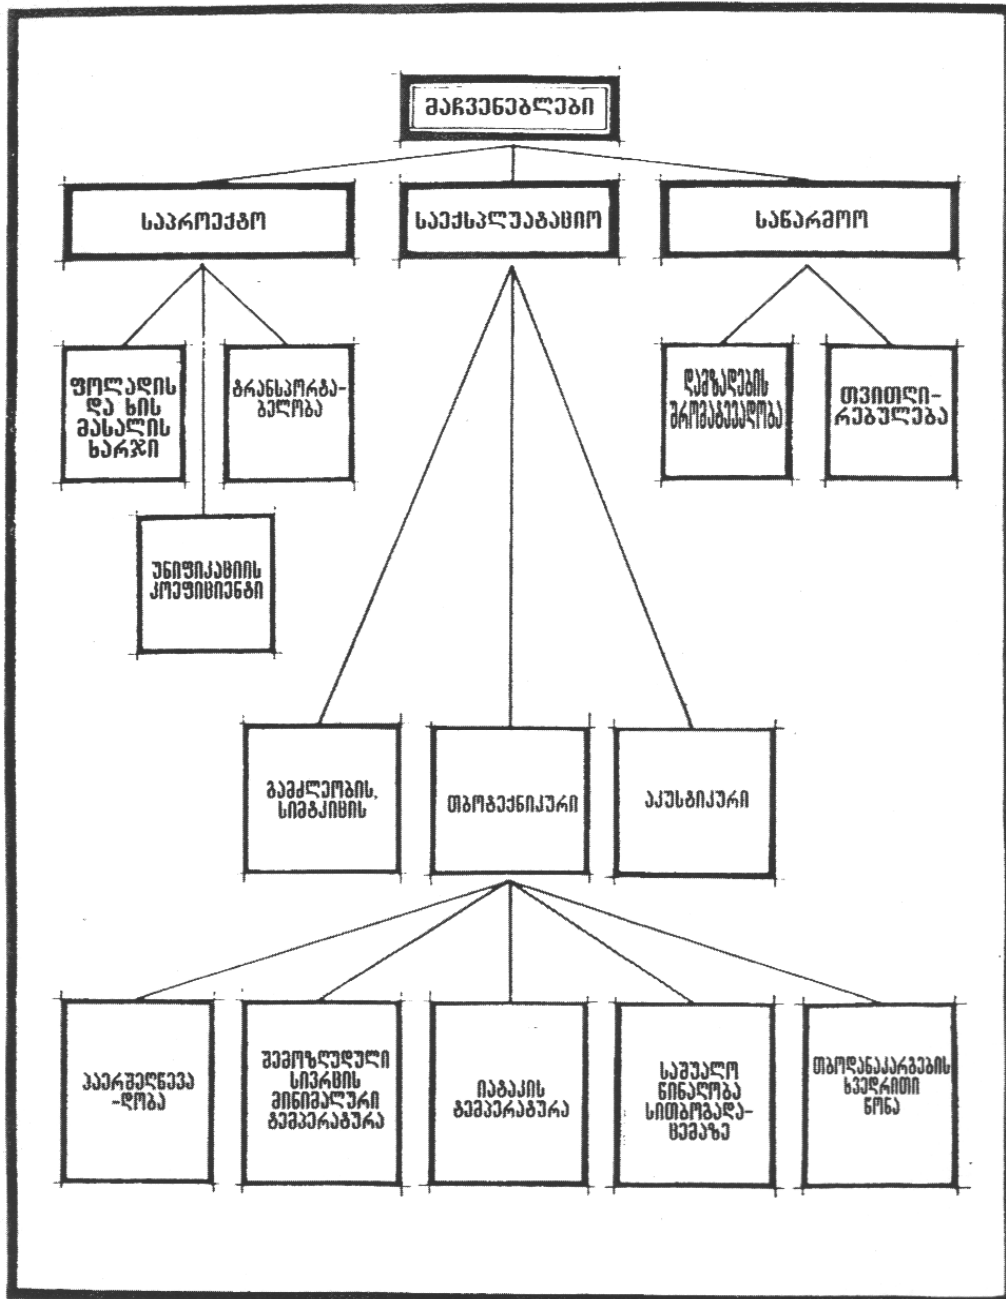 მაჩვენებლები
საპროექტო
საექსპლუატაციო
საწარმოო
ფოლადის
და ხის
მასალის
ხარჯი
ტრანსპორტა-
ბელობა
დამზადების
შრომატევადობა
თვითღი-
რებულება
უნიფიკაციის
კოეფიციენტი
გამძლეობის,
სიმტკიცის
თბოტექნიკური
აკუსტიკური
ჰაერშეღწევა
-დობა
შემოზღუდული
სივრცის
მინიმალური
ტემპერატურა
იატაკის
ტემპერატურა
საშუალო
წინაღობა
სითბოგადა-
ცემაზე
თბოდანაკარგების
ხვედრითი
წონა